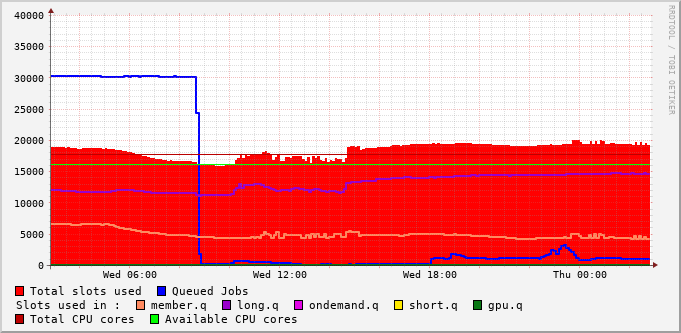 40000
35000
30000
25000
20000
15000
10000
5000
0
Wed 06:00 Wed 12:00 Wed 18:00 Thu 00:00
RRDTOOL / TOBI OETIKER
Total slots used Queued Jobs
Slots used in : member.q long.q ondemand.q short.q gpu.q
Total CPU cores Available CPU cores